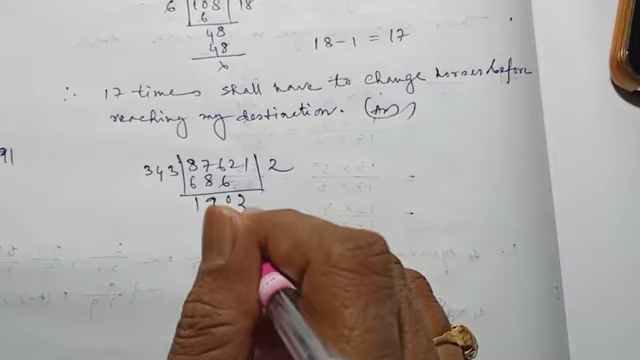 6 | 108 | 18
6
48
48
x
18-1 = 17
∴ 17 times shall have to change horses before
reaching my destination. (Ans)
91
343 | 87621 | 2
686
1902